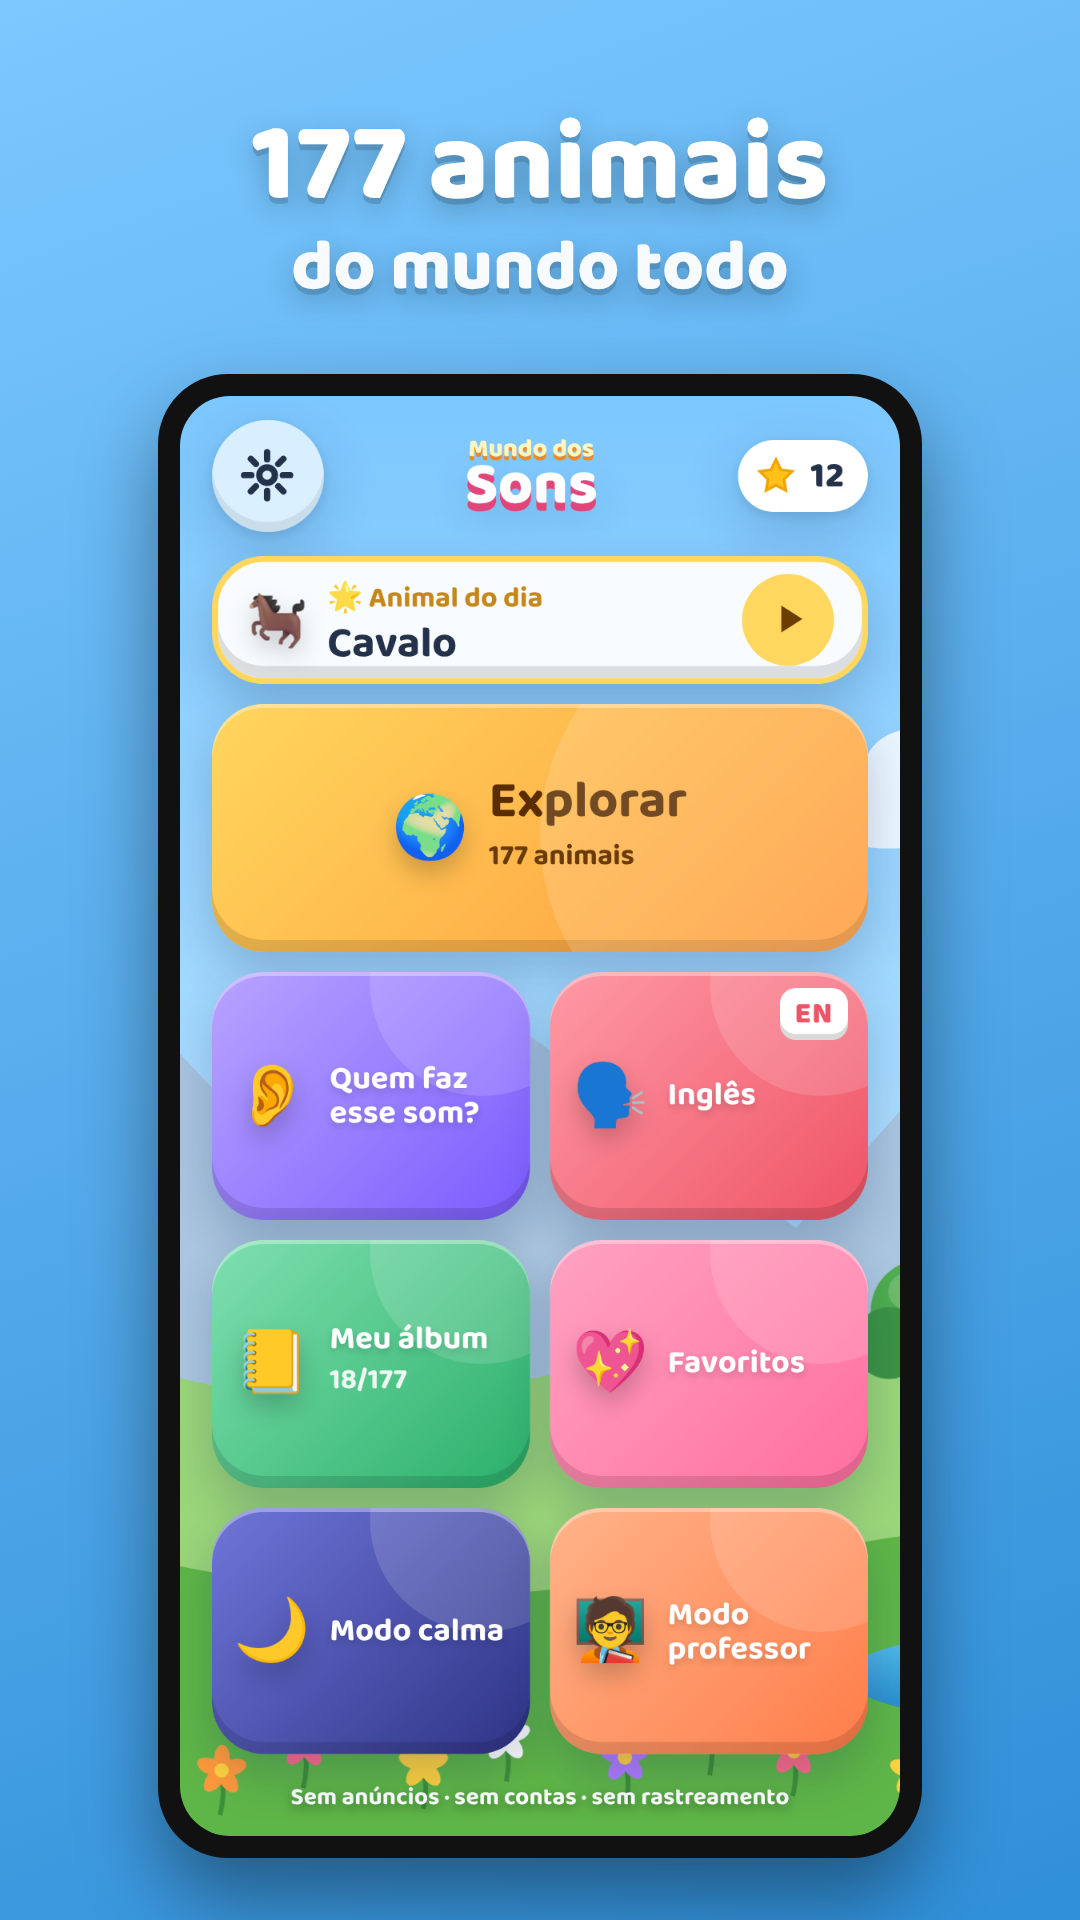 177 animais
do mundo todo
Mundo dos
Sons
12
Animal do dia
Cavalo
Explorar
177 animais
Quem faz
esse som?
EN
Inglês
Meu álbum
18/177
Favoritos
Modo calma
Modo
professor
Sem anúncios · sem contas · sem rastreamento